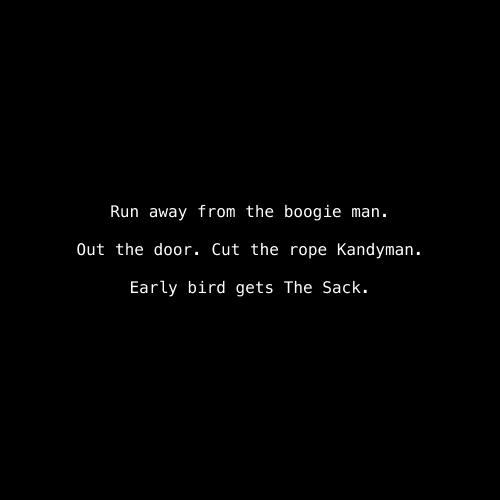 Run away from the boogie man.
Out the door. Cut the rope Kandyman.
Early bird gets The Sack.